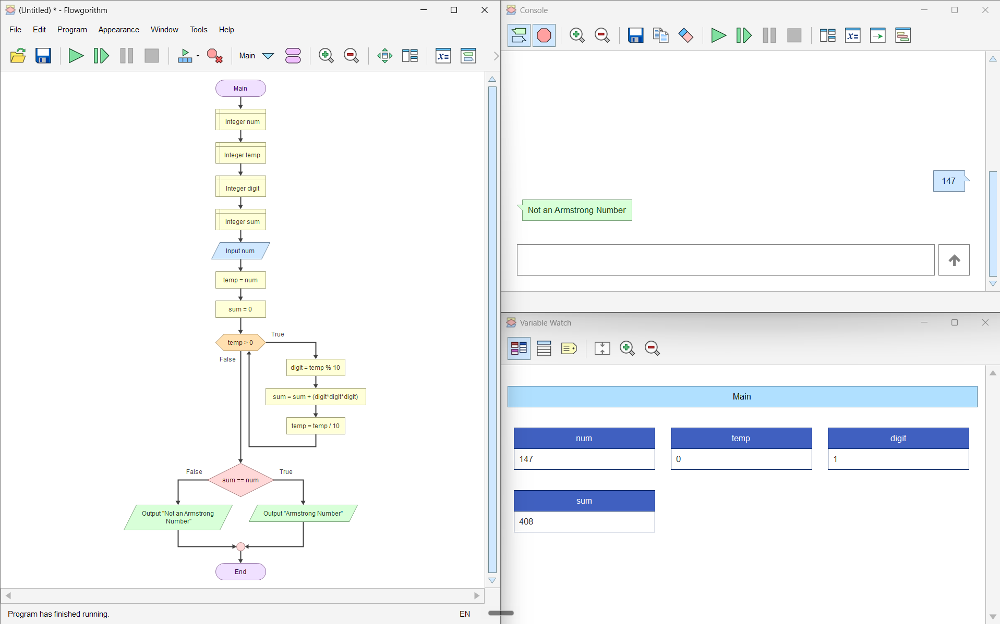 (Untitled) * - Flowgorithm
File Edit Program Appearance Window Tools Help
Main
Main
Integer num
Integer temp
Integer digit
Integer sum
Input num
temp = num
sum = 0
temp > 0
True
False
digit = temp % 10
sum = sum + (digit*digit*digit)
temp = temp / 10
sum == num
False
True
Output "Not an Armstrong
Number"
Output "Armstrong Number"
End
Program has finished running.
EN
Console
x=
147
Not an Armstrong Number
Variable Watch
Main
num
147
temp
0
digit
1
sum
408
x=